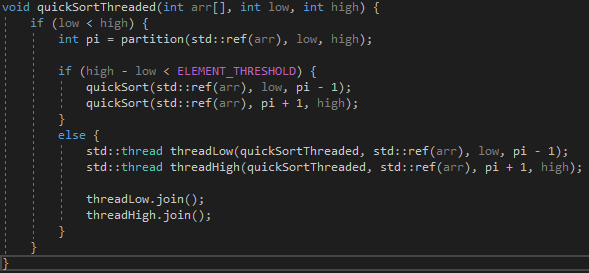 void quickSortThreaded(int arr[], int low, int high) {
    if (low < high) {
        int pi = partition(std::ref(arr), low, high);

        if (high - low < ELEMENT_THRESHOLD) {
            quickSort(std::ref(arr), low, pi - 1);
            quickSort(std::ref(arr), pi + 1, high);
        }
        else {
            std::thread threadLow(quickSortThreaded, std::ref(arr), low, pi - 1);
            std::thread threadHigh(quickSortThreaded, std::ref(arr), pi + 1, high);

            threadLow.join();
            threadHigh.join();
        }
    }
}